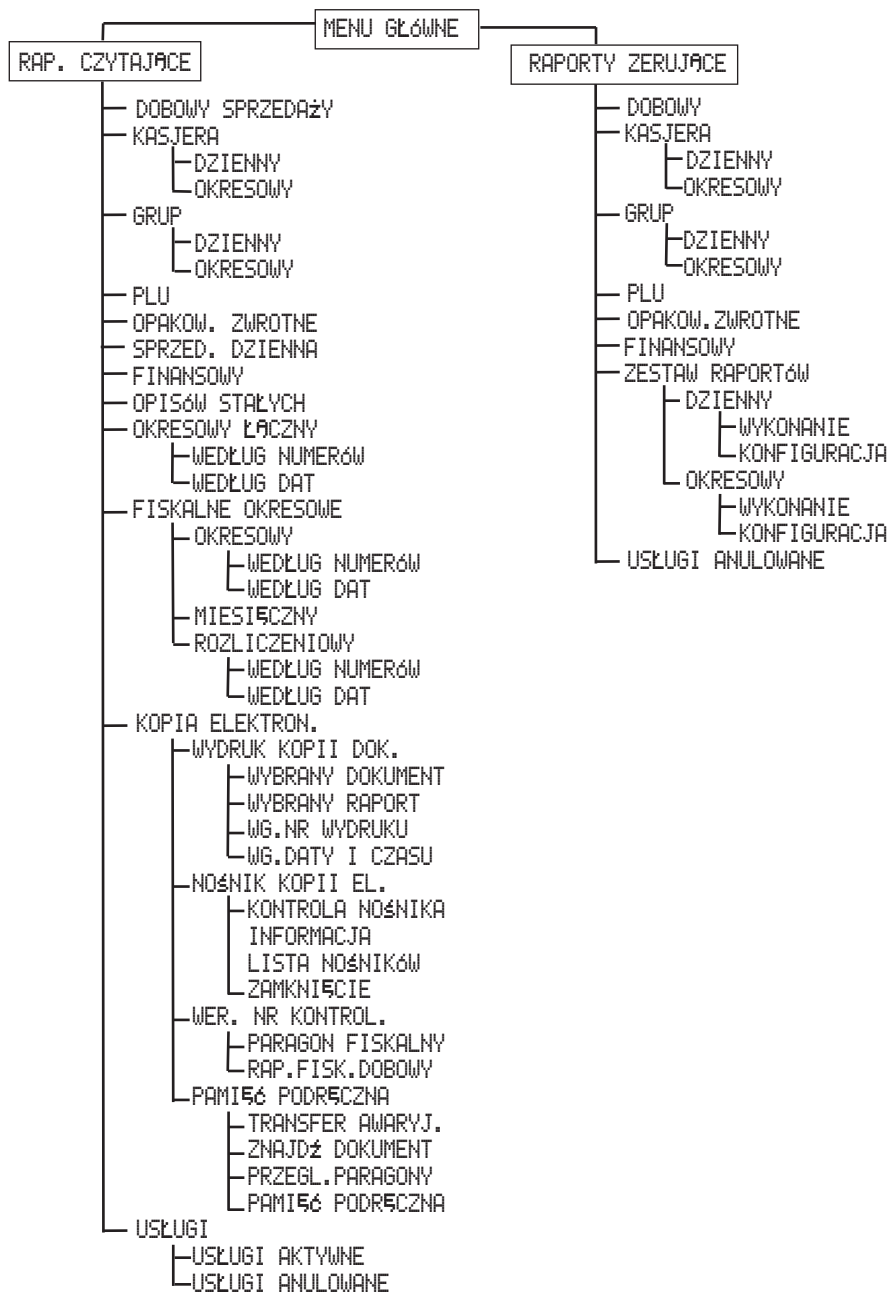 MENU GŁóWNE
RAP. CZYTAJĄCE
DOBOWY SPRZEDAżY
KASJERA
DZIENNY
OKRESOWY
GRUP
DZIENNY
OKRESOWY
PLU
OPAKOW. ZWROTNE
SPRZED. DZIENNA
FINANSOWY
OPISóW STAŁYCH
OKRESOWY ŁĄCZNY
WEDŁUG NUMERóW
WEDŁUG DAT
FISKALNE OKRESOWE
OKRESOWY
WEDŁUG NUMERóW
WEDŁUG DAT
MIESIĘCZNY
ROZLICZENIOWY
WEDŁUG NUMERóW
WEDŁUG DAT
KOPIA ELEKTRON.
WYDRUK KOPII DOK.
WYBRANY DOKUMENT
WYBRANY RAPORT
WG.NR WYDRUKU
WG.DATY I CZASU
NOśNIK KOPII EL.
KONTROLA NOśNIKA
INFORMACJA
LISTA NOśNIKóW
ZAMKNIĘCIE
WER. NR KONTROL.
PARAGON FISKALNY
RAP.FISK.DOBOWY
PAMIĘć PODRĘCZNA
TRANSFER AWARYJ.
ZNAJDź DOKUMENT
PRZEGL.PARAGONY
PAMIĘć PODRĘCZNA
USŁUGI
USŁUGI AKTYWNE
USŁUGI ANULOWANE
RAPORTY ZERUJĄCE
DOBOWY
KASJERA
DZIENNY
OKRESOWY
GRUP
DZIENNY
OKRESOWY
PLU
OPAKOW.ZWROTNE
FINANSOWY
ZESTAW RAPORTóW
DZIENNY
WYKONANIE
KONFIGURACJA
OKRESOWY
WYKONANIE
KONFIGURACJA
USŁUGI ANULOWANE